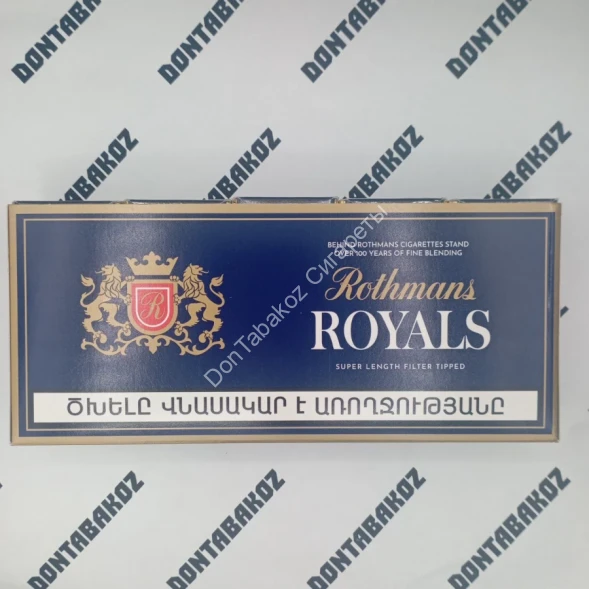 DONTABAKOZ
DONTABAKOZ
DONTABAKOZ
DONTABAKOZ
DONTABAKOZ
DONTABAKOZ
DONTABAKOZ
BEHIND ROTHMANS CIGARETTES STAND
OVER 100 YEARS OF FINE BLENDING
R
Rothmans
ROYALS
SUPER LENGTH FILTER TIPPED
DonTabakoz Сигареты
ԾԽԵԼԸ ՎՆԱՍԱԿԱՐ Է ԱՌՈՂՋՈՒԹՅԱՆԸ
DONTABAKOZ
DONTABAKOZ
DONTABAKOZ
DONTABAKOZ